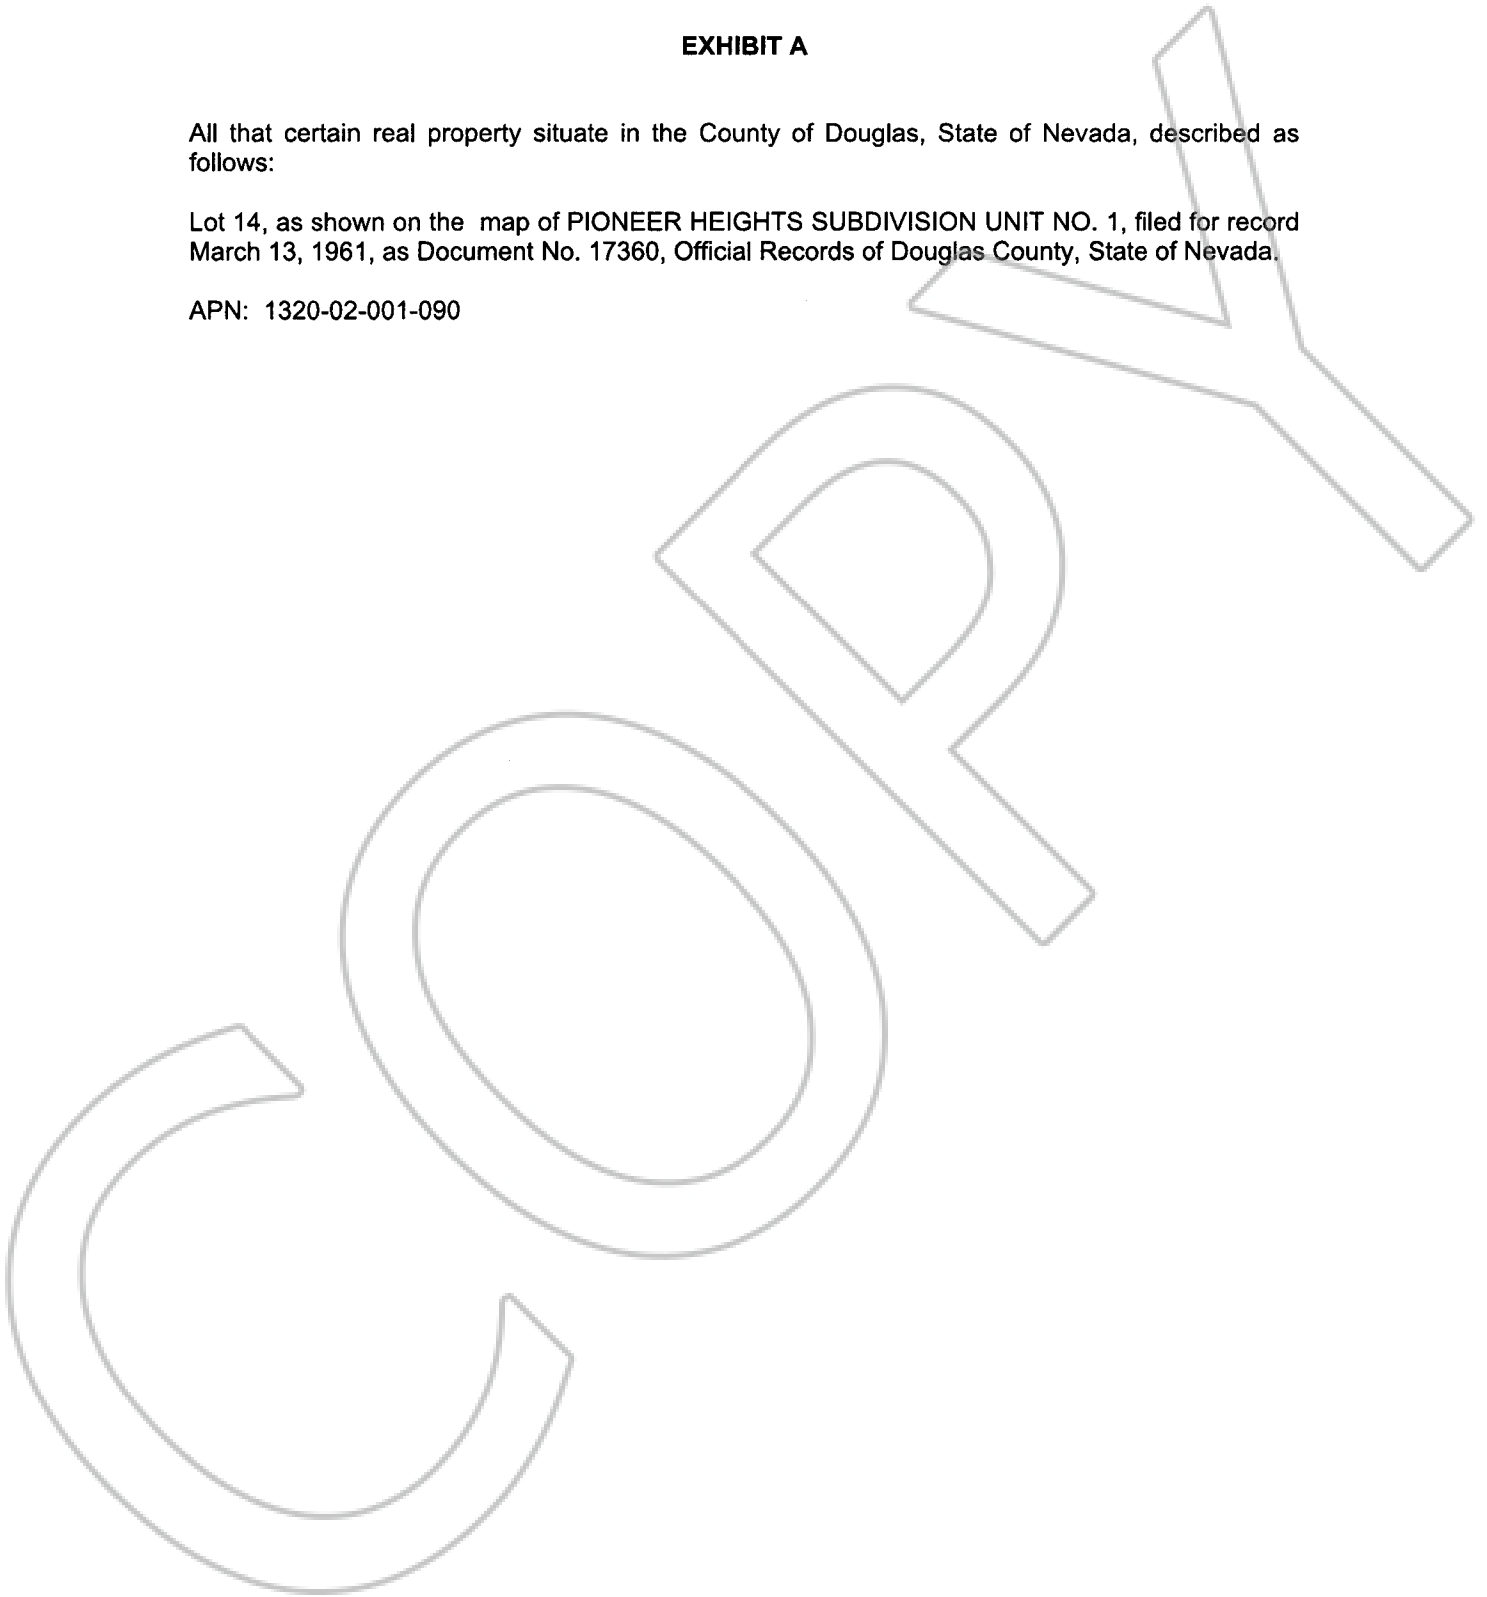 EXHIBIT A
All that certain real property situate in the County of Douglas, State of Nevada, described as
follows:
Lot 14, as shown on the map of PIONEER HEIGHTS SUBDIVISION UNIT NO. 1, filed for record
March 13, 1961, as Document No. 17360, Official Records of Douglas County, State of Nevada.
APN: 1320-02-001-090
COPY